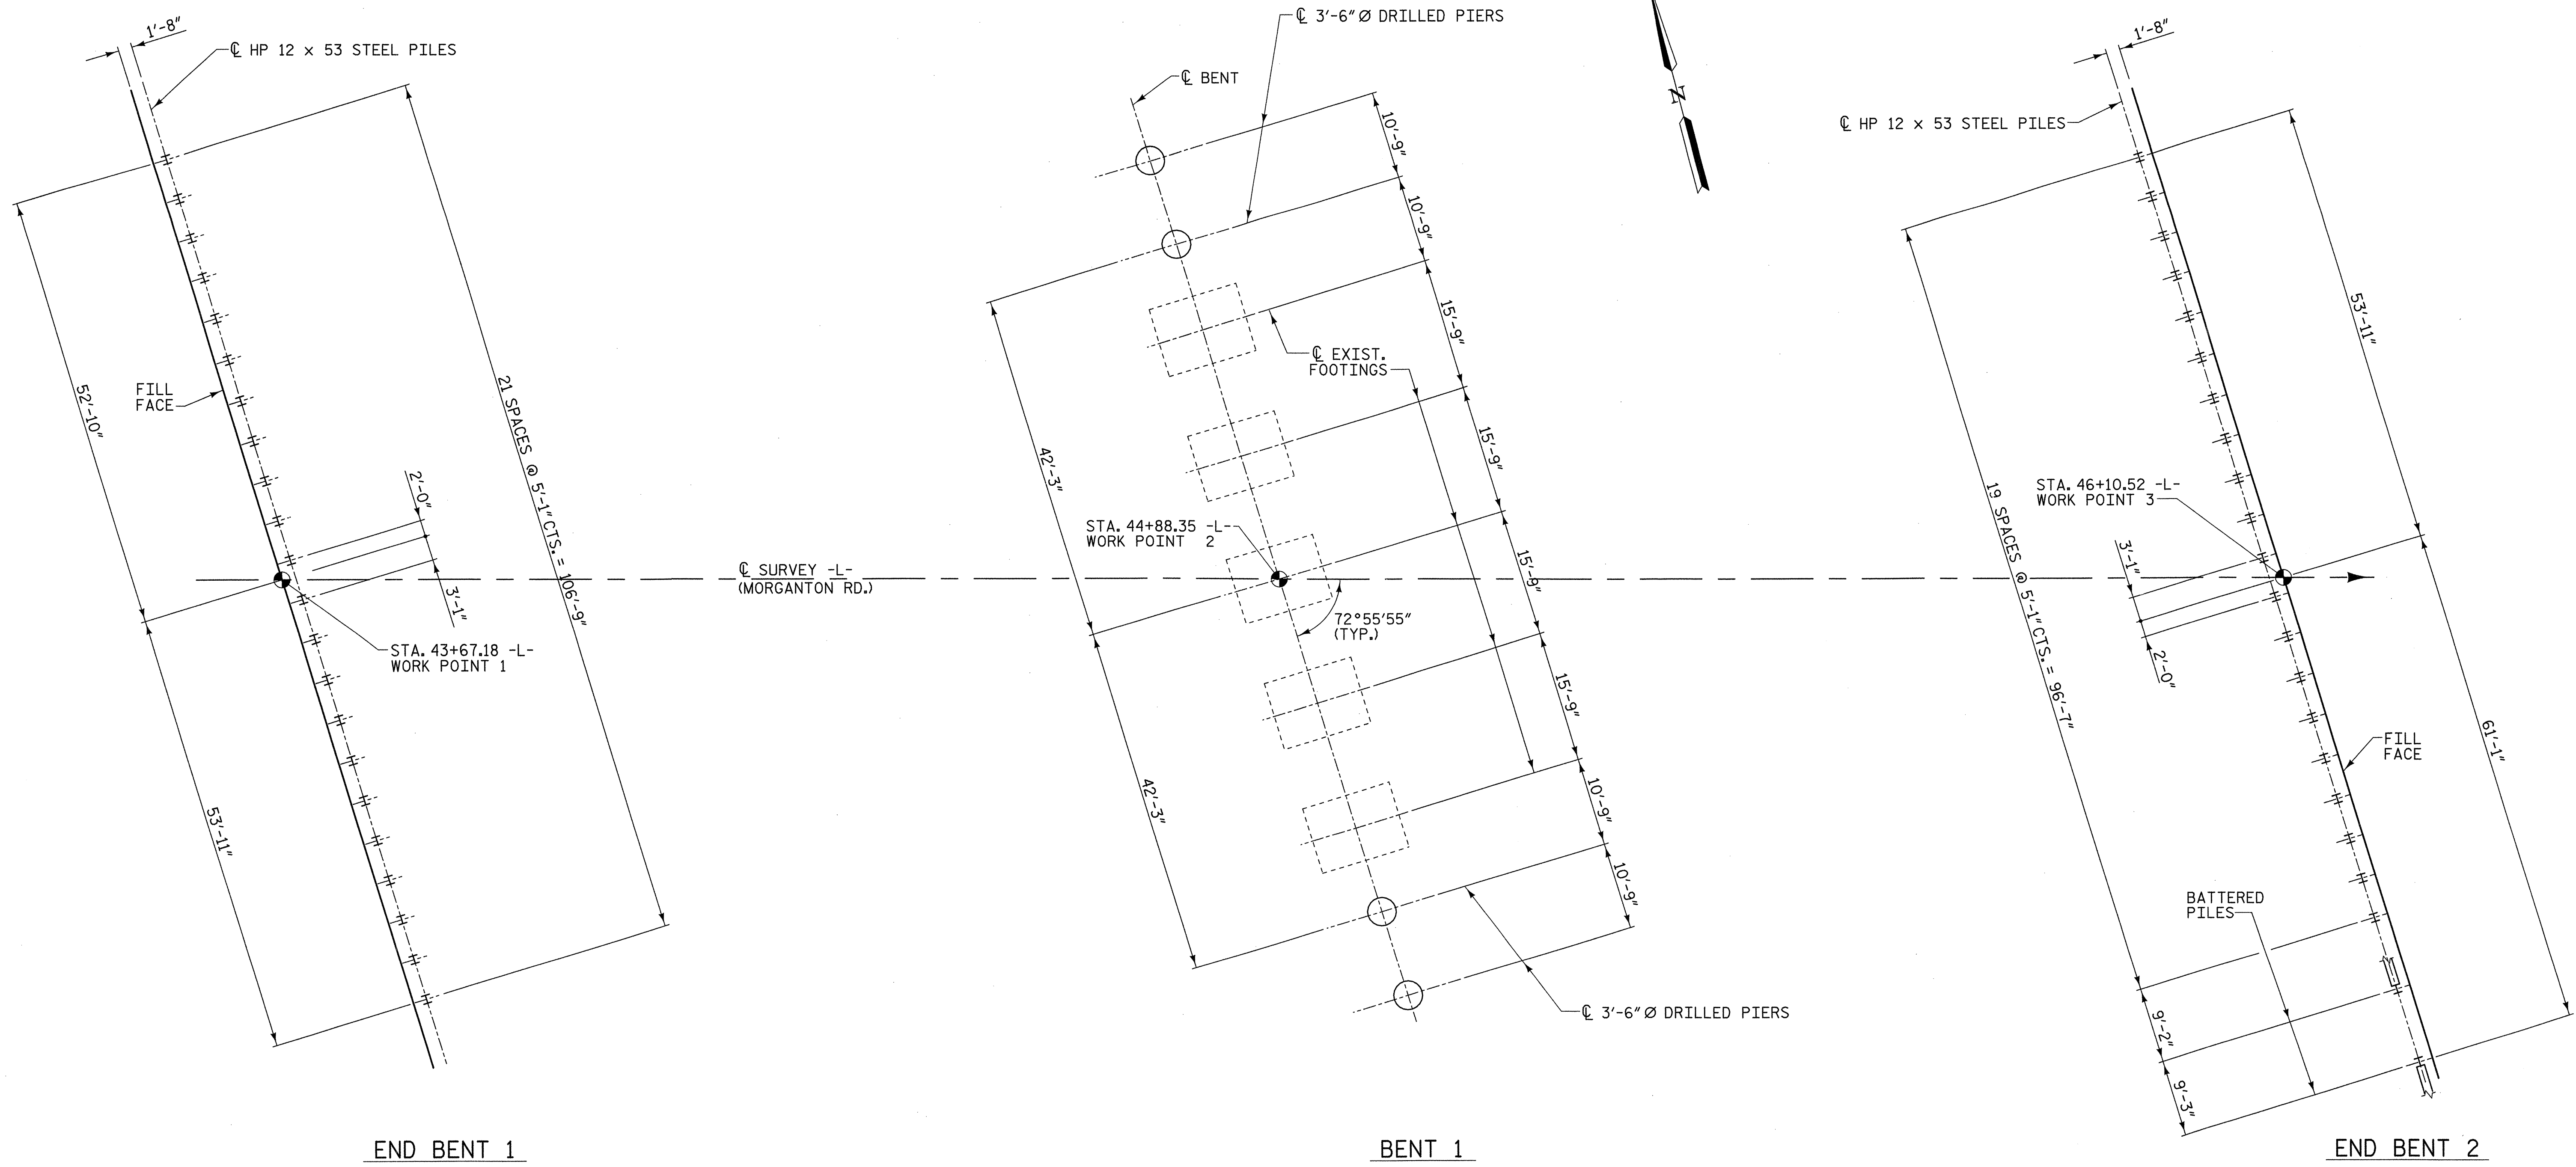 1'-8"
℄ HP 12 x 53 STEEL PILES
52'-10"
FILL
FACE
21 SPACES @ 5'-1" CTS. = 106'-9"
2'-0"
3'-1"
53'-11"
STA. 43+67.18 -L-
WORK POINT 1
END BENT 1
℄ SURVEY -L-
(MORGANTON RD.)
℄ 3'-6" Ø DRILLED PIERS
℄ BENT
10'-9"
10'-9"
15'-9"
℄ EXIST.
FOOTINGS
15'-9"
42'-3"
STA. 44+88.35 -L-
WORK POINT 2
15'-9"
72°55'55"
(TYP.)
15'-9"
42'-3"
10'-9"
10'-9"
℄ 3'-6" Ø DRILLED PIERS
BENT 1
N
1'-8"
℄ HP 12 x 53 STEEL PILES
53'-11"
STA. 46+10.52 -L-
WORK POINT 3
19 SPACES @ 5'-1" CTS. = 96'-7"
3'-1"
2'-0"
FILL
FACE
61'-1"
BATTERED
PILES
9'-2"
9'-3"
END BENT 2